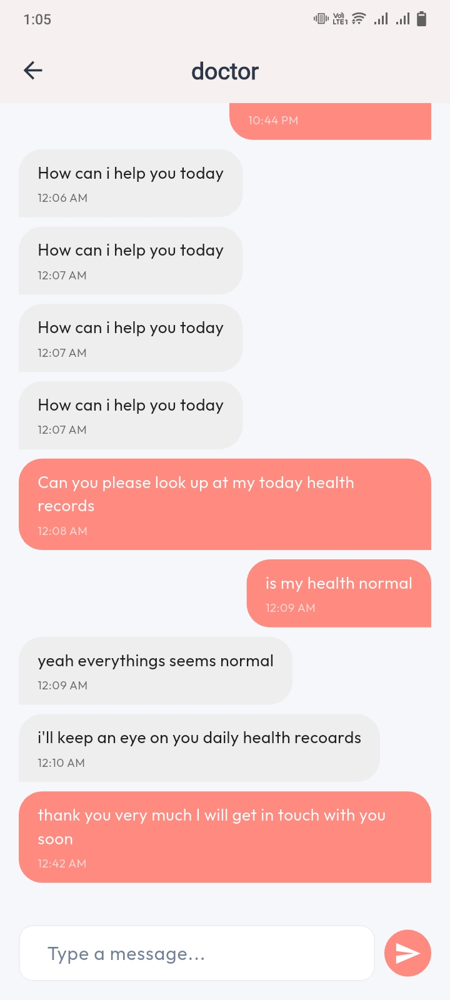 1:05
Vo))
LTE1
doctor
10:44 PM
How can i help you today
12:06 AM
How can i help you today
12:07 AM
How can i help you today
12:07 AM
How can i help you today
12:07 AM
Can you please look up at my today health
records
12:08 AM
is my health normal
12:09 AM
yeah everythings seems normal
12:09 AM
i'll keep an eye on you daily health recoards
12:10 AM
thank you very much I will get in touch with you
soon
12:42 AM
Type a message...